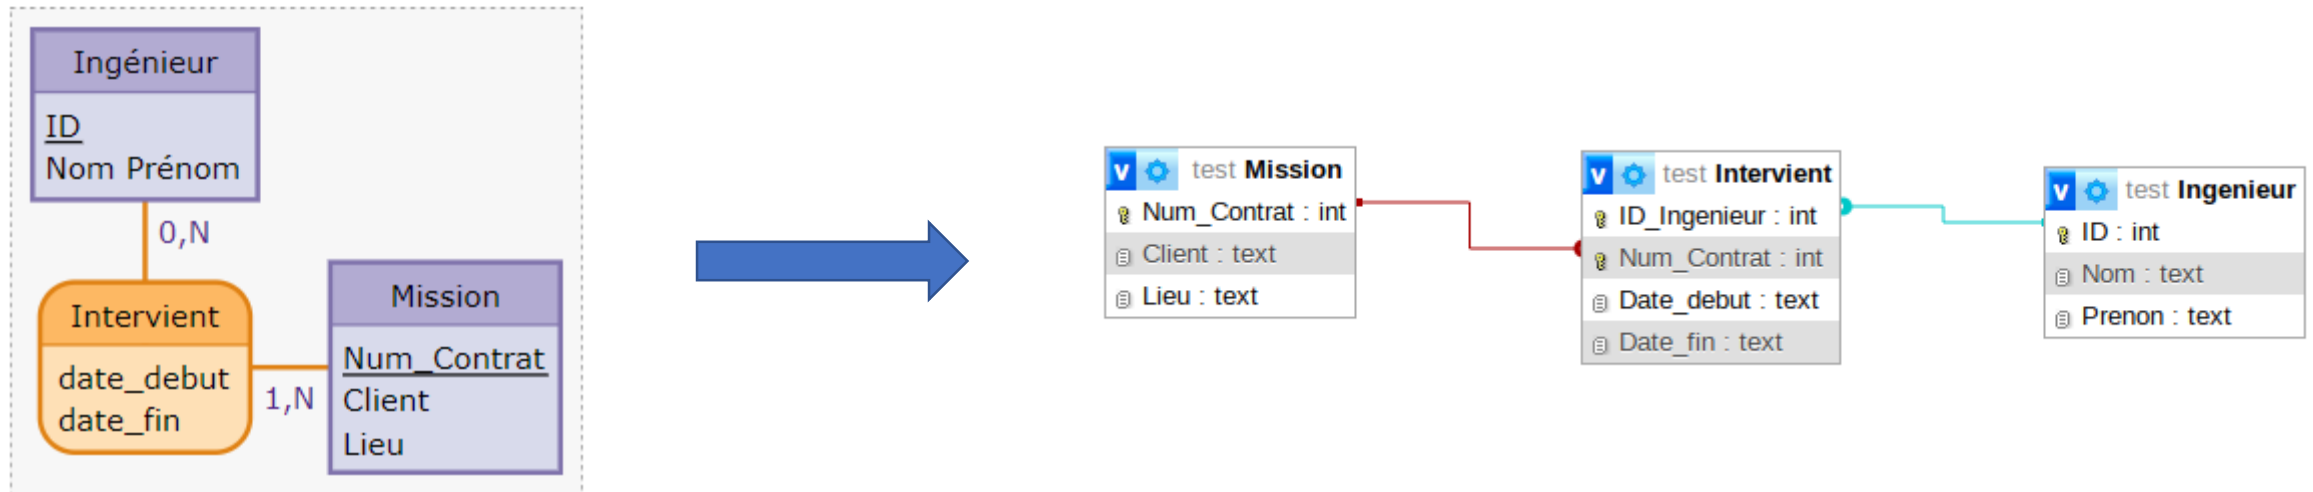 Ingénieur
ID
Nom Prénom
0,N
Intervient
date_debut
date_fin
1,N
Mission
Num_Contrat
Client
Lieu
v test Mission
Num_Contrat : int
Client : text
Lieu : text
v test Intervient
ID_Ingenieur : int
Num_Contrat : int
Date_debut : text
Date_fin : text
v test Ingenieur
ID : int
Nom : text
Prenon : text